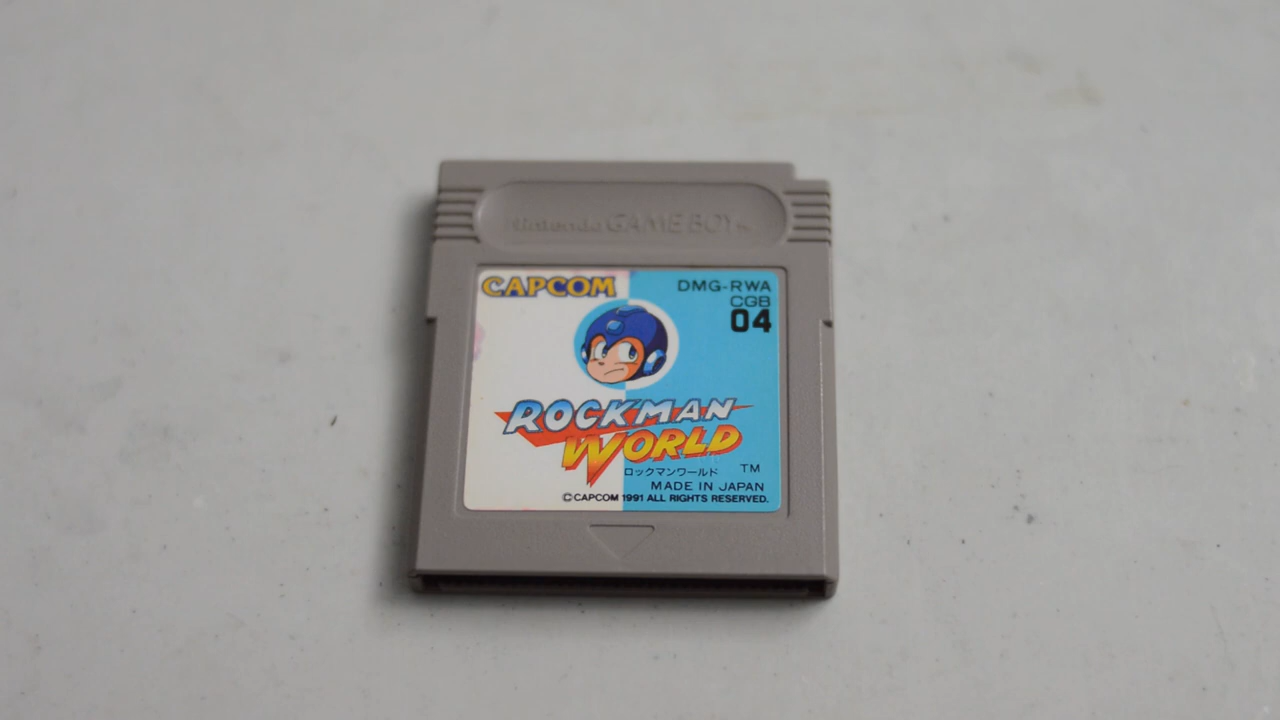 Nintendo GAME BOY™
CAPCOM
DMG-RWA
CGB
04
ROCKMAN
WORLD
ロックマンワールド TM
MADE IN JAPAN
©CAPCOM 1991 ALL RIGHTS RESERVED.